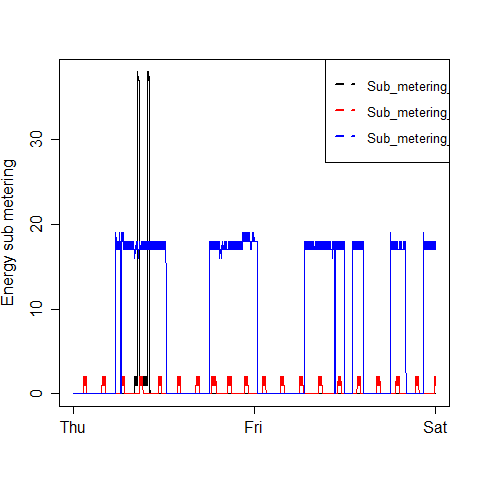 Sub_metering_
Sub_metering_
Sub_metering_
Energy sub metering
30
20
10
0
Thu Fri Sat